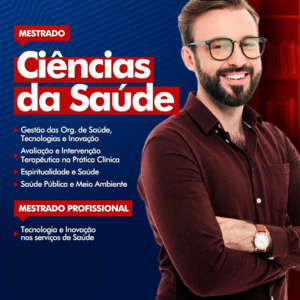 MESTRADO
Ciências
da Saúde
Gestão das Org. de Saúde,
Tecnologias e Inovação
Avaliação e Intervenção
Terapêutica na Prática Clínica
Espiritualidade e Saúde
Saúde Pública e Meio Ambiente
MESTRADO PROFISSIONAL
Tecnologia e Inovação
nos serviços de Saúde